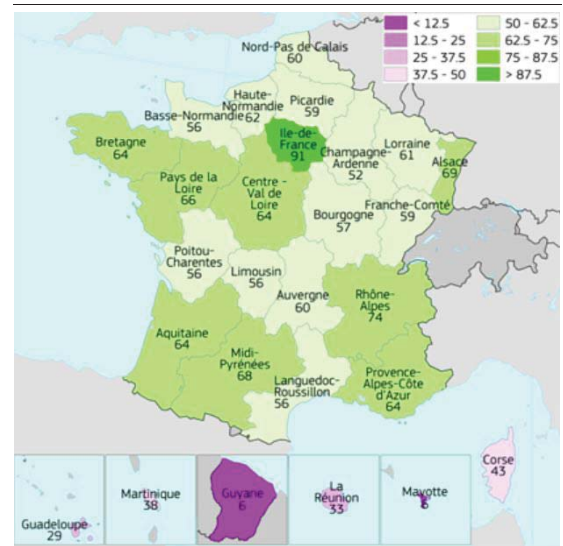 < 12.5
12.5 - 25
25 - 37.5
37.5 - 50
50 - 62.5
62.5 - 75
75 - 87.5
> 87.5
Nord-Pas de Calais
60
Haute-
Normandie
62
Picardie
59
Basse-Normandie
56
Ile-de-
France
91
Bretagne
64
Champagne-
Ardenne
52
Lorraine
61
Alsace
69
Pays de la
Loire
66
Centre -
Val de
Loire
64
Bourgogne
57
Franche-Comté
59
Poitou-
Charentes
56
Limousin
56
Auvergne
60
Rhône-
Alpes
74
Aquitaine
64
Midi-
Pyrénées
68
Languedoc-
Roussillon
56
Provence-
Alpes-Côte
d'Azur
64
Corse
43
Guadeloupe
29
Martinique
38
Guyane
6
La
Réunion
33
Mayotte
6